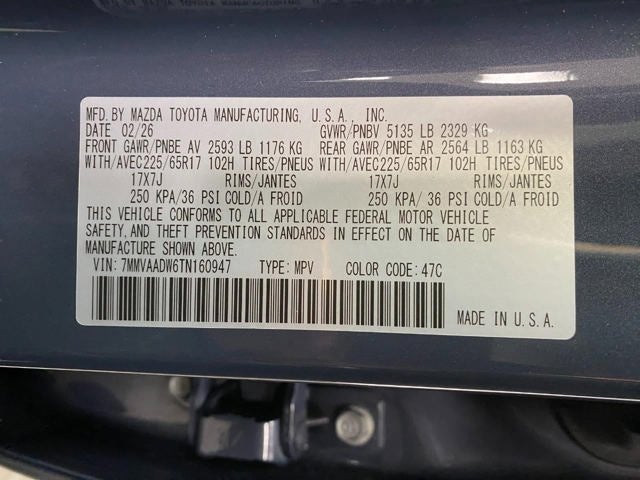 MFD. BY MAZDA TOYOTA MANUFACTURING, U.S.A., INC.
DATE 02/26 GVWR/PNBV 5135 LB 2329 KG
FRONT GAWR/PNBE AV 2593 LB 1176 KG REAR GAWR/PNBE AR 2564 LB 1163 KG
WITH/AVEC225/65R17 102H TIRES/PNEUS WITH/AVEC225/65R17 102H TIRES/PNEUS
17X7J RIMS/JANTES 17X7J RIMS/JANTES
250 KPA/36 PSI COLD/A FROID 250 KPA/ 36 PSI COLD/A FROID
THIS VEHICLE CONFORMS TO ALL APPLICABLE FEDERAL MOTOR VEHICLE
SAFETY, AND THEFT PREVENTION STANDARDS IN EFFECT ON THE DATE OF
MANUFACTURE SHOWN ABOVE.
VIN: 7MMVAADW6TN160947 TYPE: MPV COLOR CODE: 47C
MADE IN U.S.A.